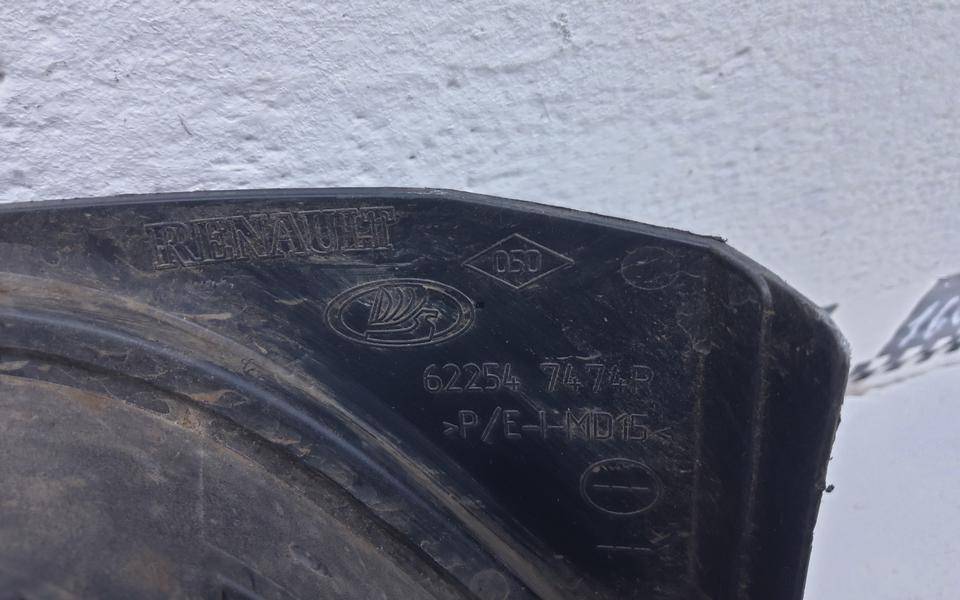 RENAULT
050
62254 7474R
>P/E-I-MD15<